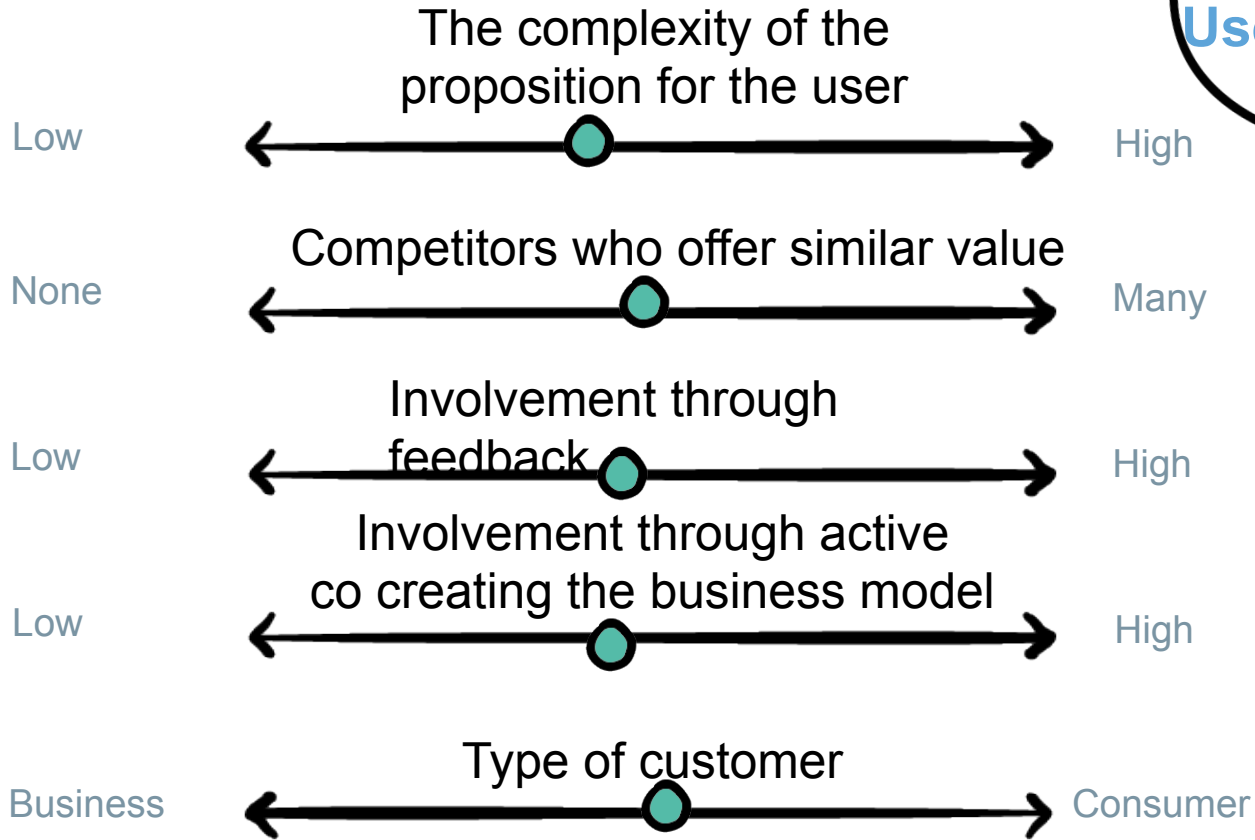 The complexity of the
proposition for the user
Low
High
Competitors who offer similar value
None
Many
Involvement through
feedback
Low
High
Involvement through active
co creating the business model
Low
High
Type of customer
Business
Consumer